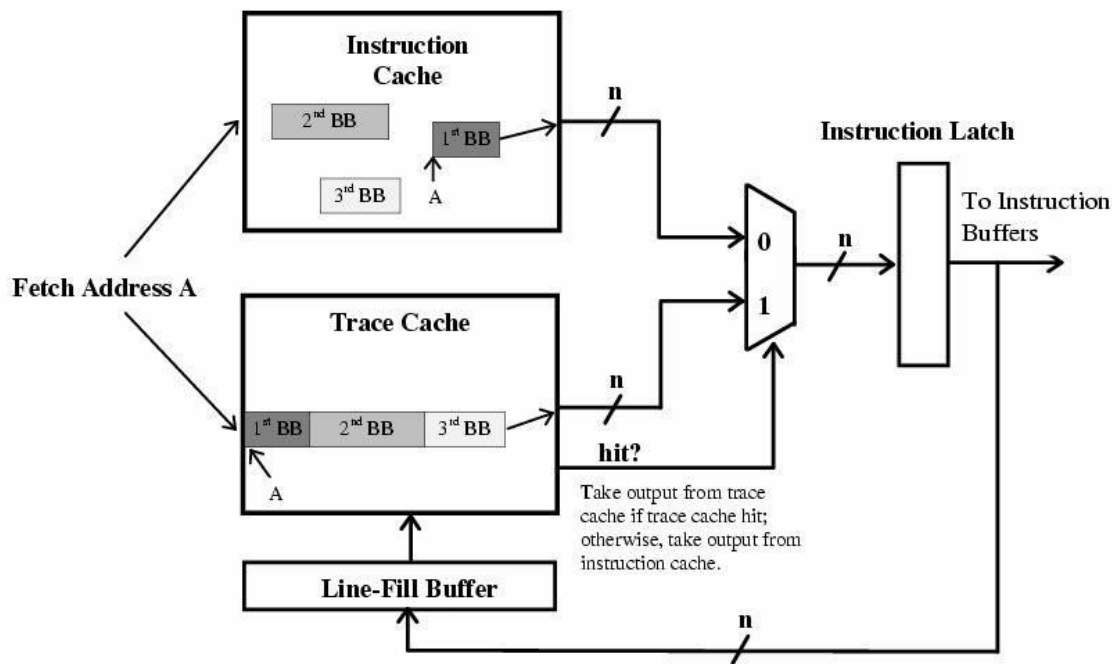 Instruction
Cache
2nd BB
1st BB
3rd BB
A
n
Instruction Latch
To Instruction
Buffers
0
1
n
Fetch Address A
Trace Cache
1st BB
2nd BB
3rd BB
A
n
hit?
Take output from trace
cache if trace cache hit;
otherwise, take output from
instruction cache.
Line-Fill Buffer
n